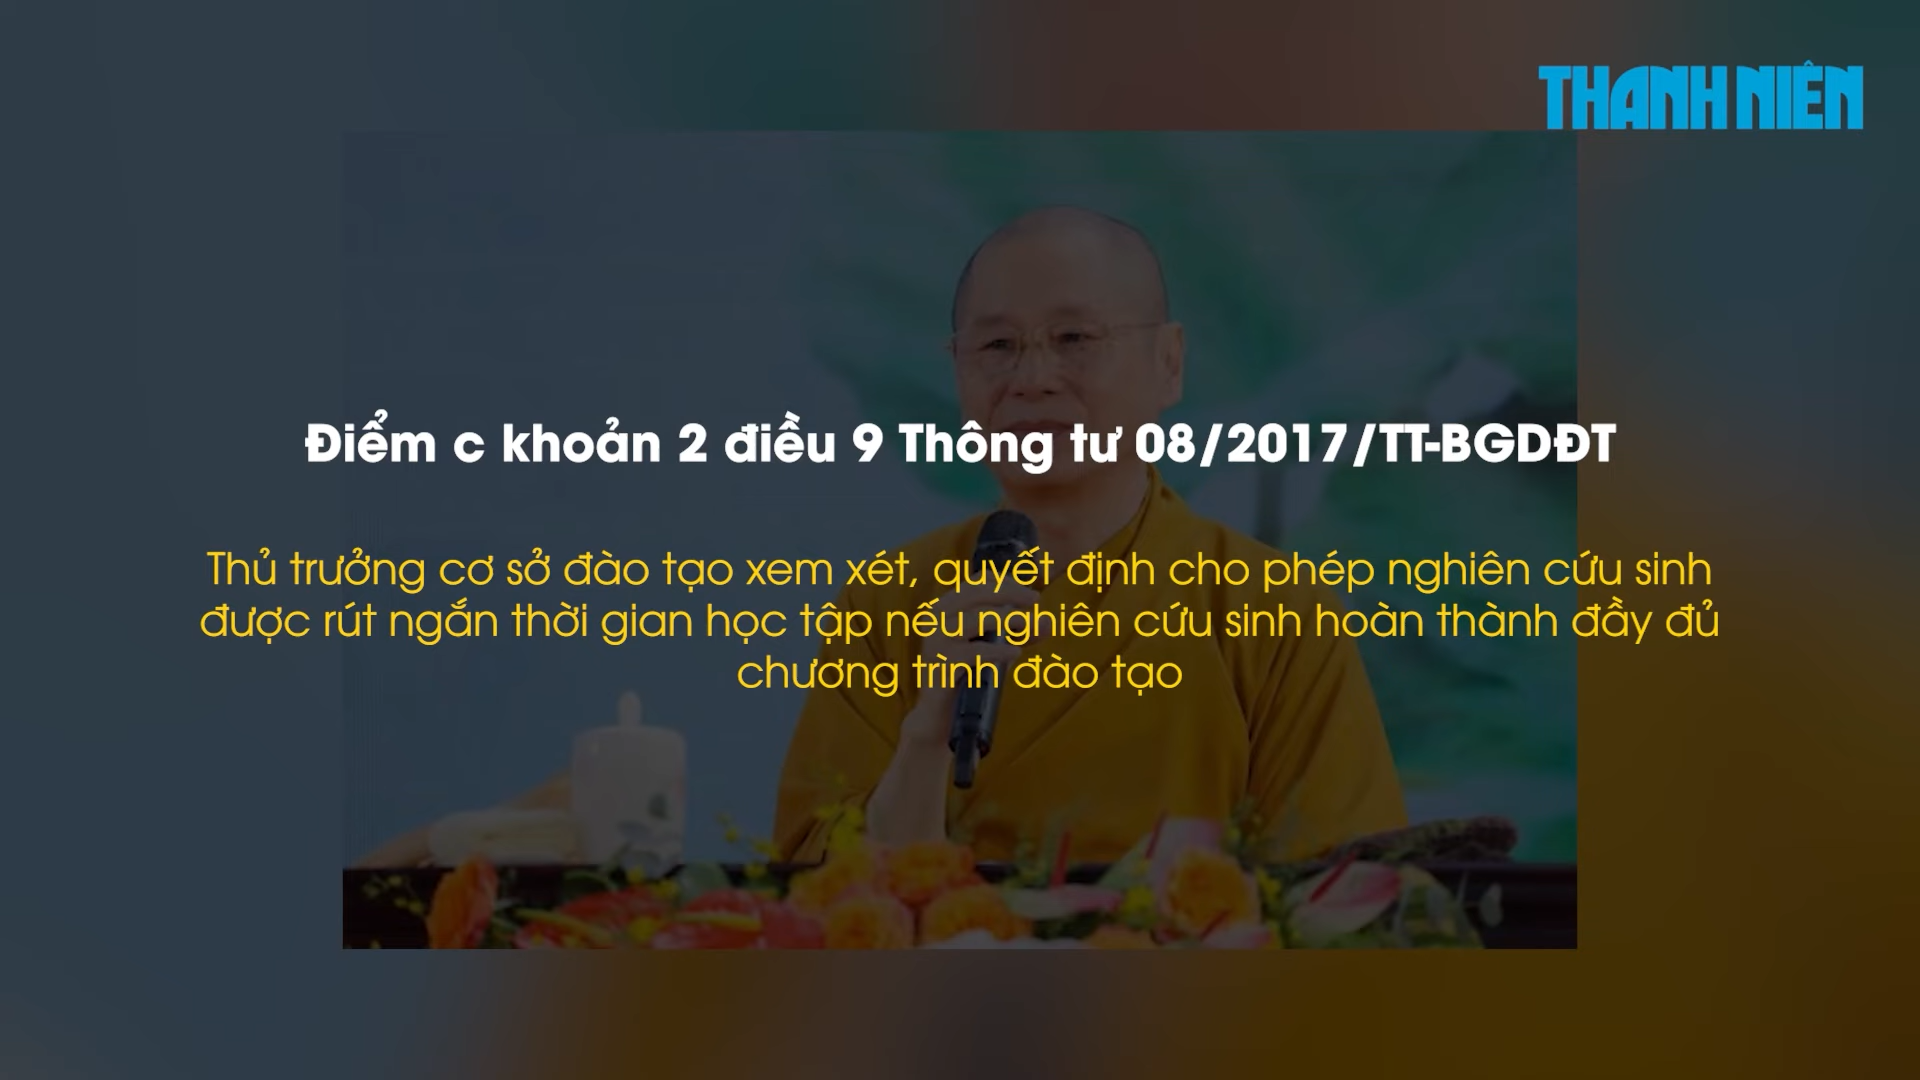 THANH NIÊN
Điểm c khoản 2 điều 9 Thông tư 08/2017/TT-BGDĐT
Thủ trưởng cơ sở đào tạo xem xét, quyết định cho phép nghiên cứu sinh
được rút ngắn thời gian học tập nếu nghiên cứu sinh hoàn thành đầy đủ
chương trình đào tạo